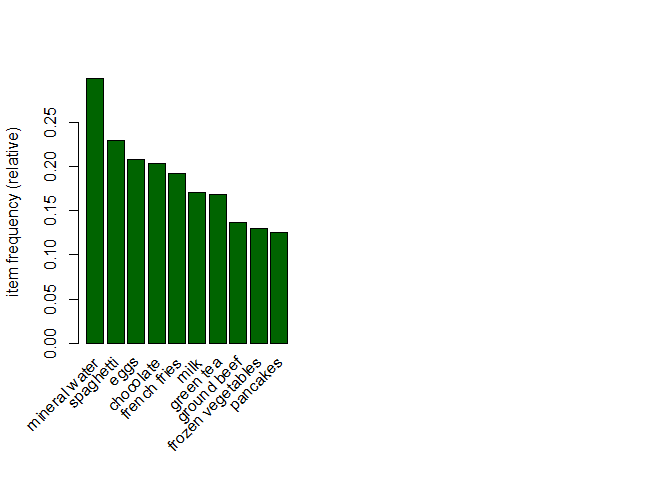 item frequency (relative)
0.25
0.20
0.15
0.10
0.05
0.00
mineral water
spaghetti
eggs
chocolate
french fries
milk
green tea
ground beef
frozen vegetables
pancakes